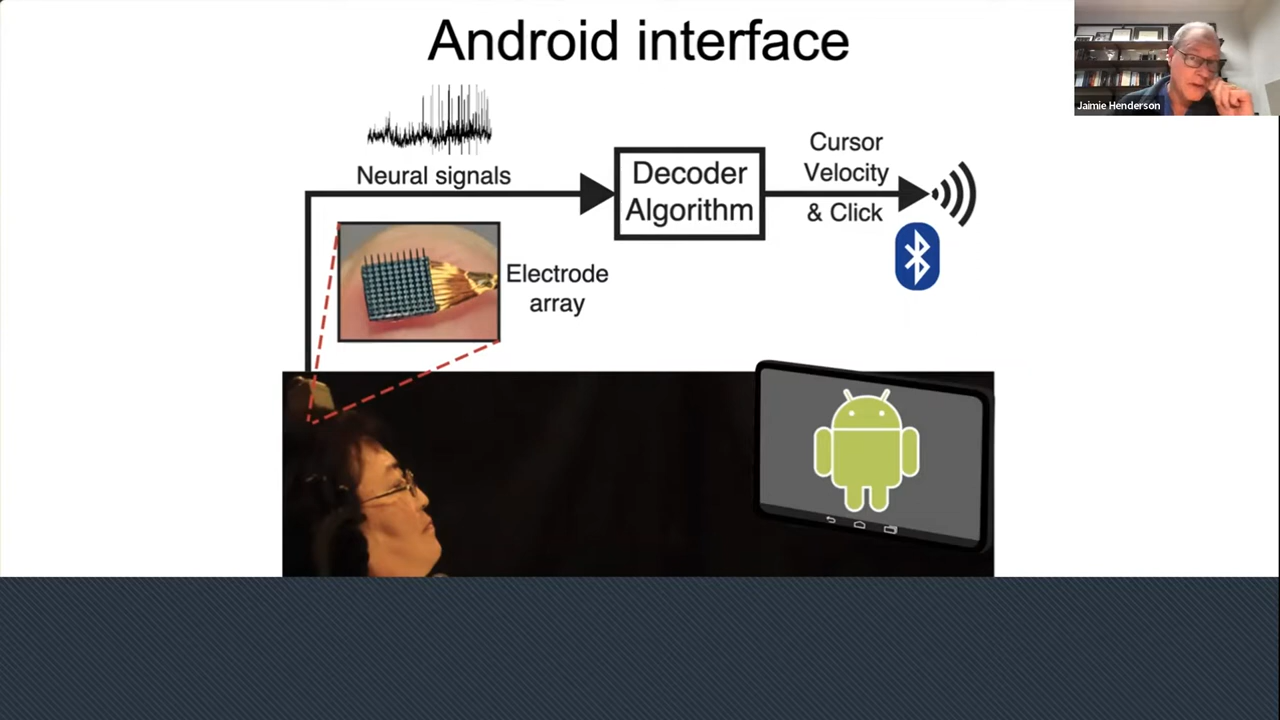 Android interface
Jaimie Henderson
Neural signals
Decoder
Algorithm
Cursor
Velocity
& Click
Electrode
array